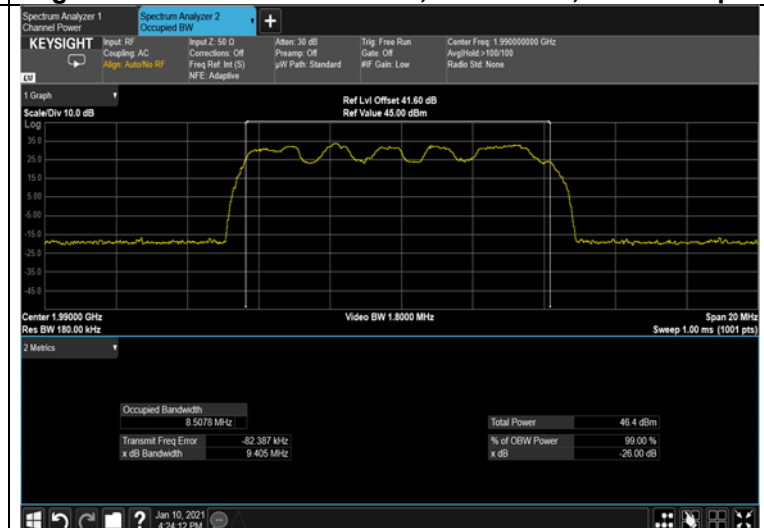 Spectrum Analyzer 1
Channel Power
Spectrum Analyzer 2
Occupied BW
+
KEYSIGHT
Input: RF
Coupling: AC
Align: Auto/No RF
Input Z: 50 Ω
Corrections: Off
Freq Ref: Int (S)
NFE: Adaptive
Atten: 30 dB
Preamp: Off
µW Path: Standard
Trig: Free Run
Gate: Off
#IF Gain: Low
Center Freq: 1.990000000 GHz
Avg|Hold:>100/100
Radio Std: None
1 Graph
Scale/Div 10.0 dB
Ref Lvl Offset 41.60 dB
Ref Value 45.00 dBm
Log
35.0
25.0
15.0
5.00
-5.00
-15.0
-25.0
-35.0
-45.0
Center 1.99000 GHz
Video BW 1.8000 MHz
Span 20 MHz
Res BW 180.00 kHz
Sweep 1.00 ms (1001 pts)
2 Metrics
Occupied Bandwidth
8.5078 MHz
Total Power 46.4 dBm
Transmit Freq Error -82.387 kHz
% of OBW Power 99.00 %
x dB Bandwidth 9.405 MHz
x dB -26.00 dB
?
Jan 10, 2021
4:24:12 PM